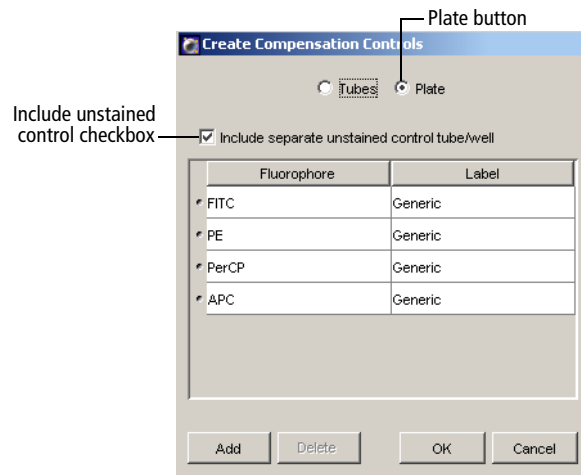 Plate button
Create Compensation Controls
Tubes Plate
Include unstained
control checkbox
Include separate unstained control tube/well
Fluorophore Label
FITC Generic
PE Generic
PerCP Generic
APC Generic
Add Delete OK Cancel